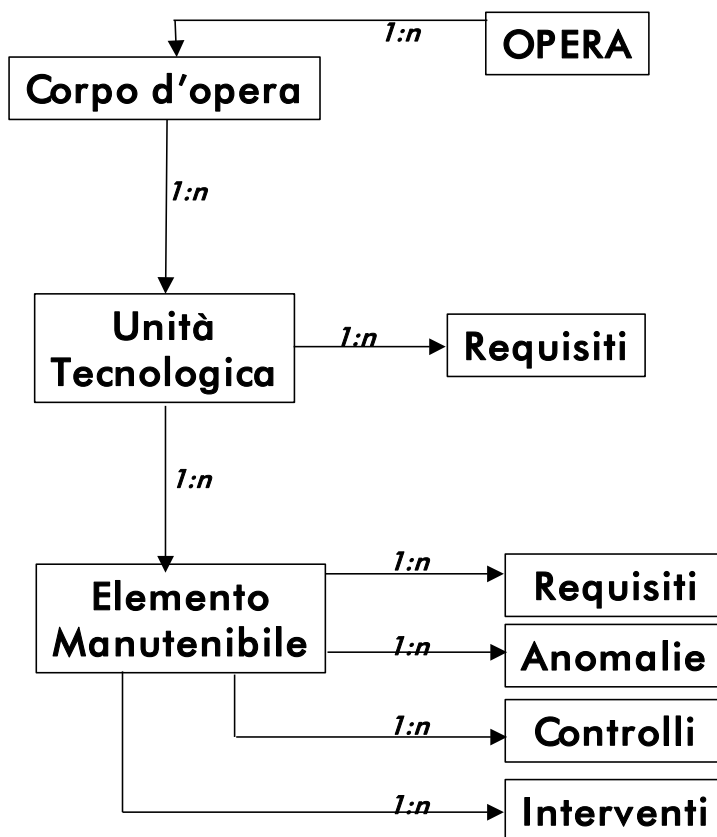 1:n
OPERA
Corpo d'opera
1:n
Unità
Tecnologica
1:n
Requisiti
1:n
Elemento
Manutenibile
1:n
Requisiti
1:n
Anomalie
1:n
Controlli
1:n
Interventi